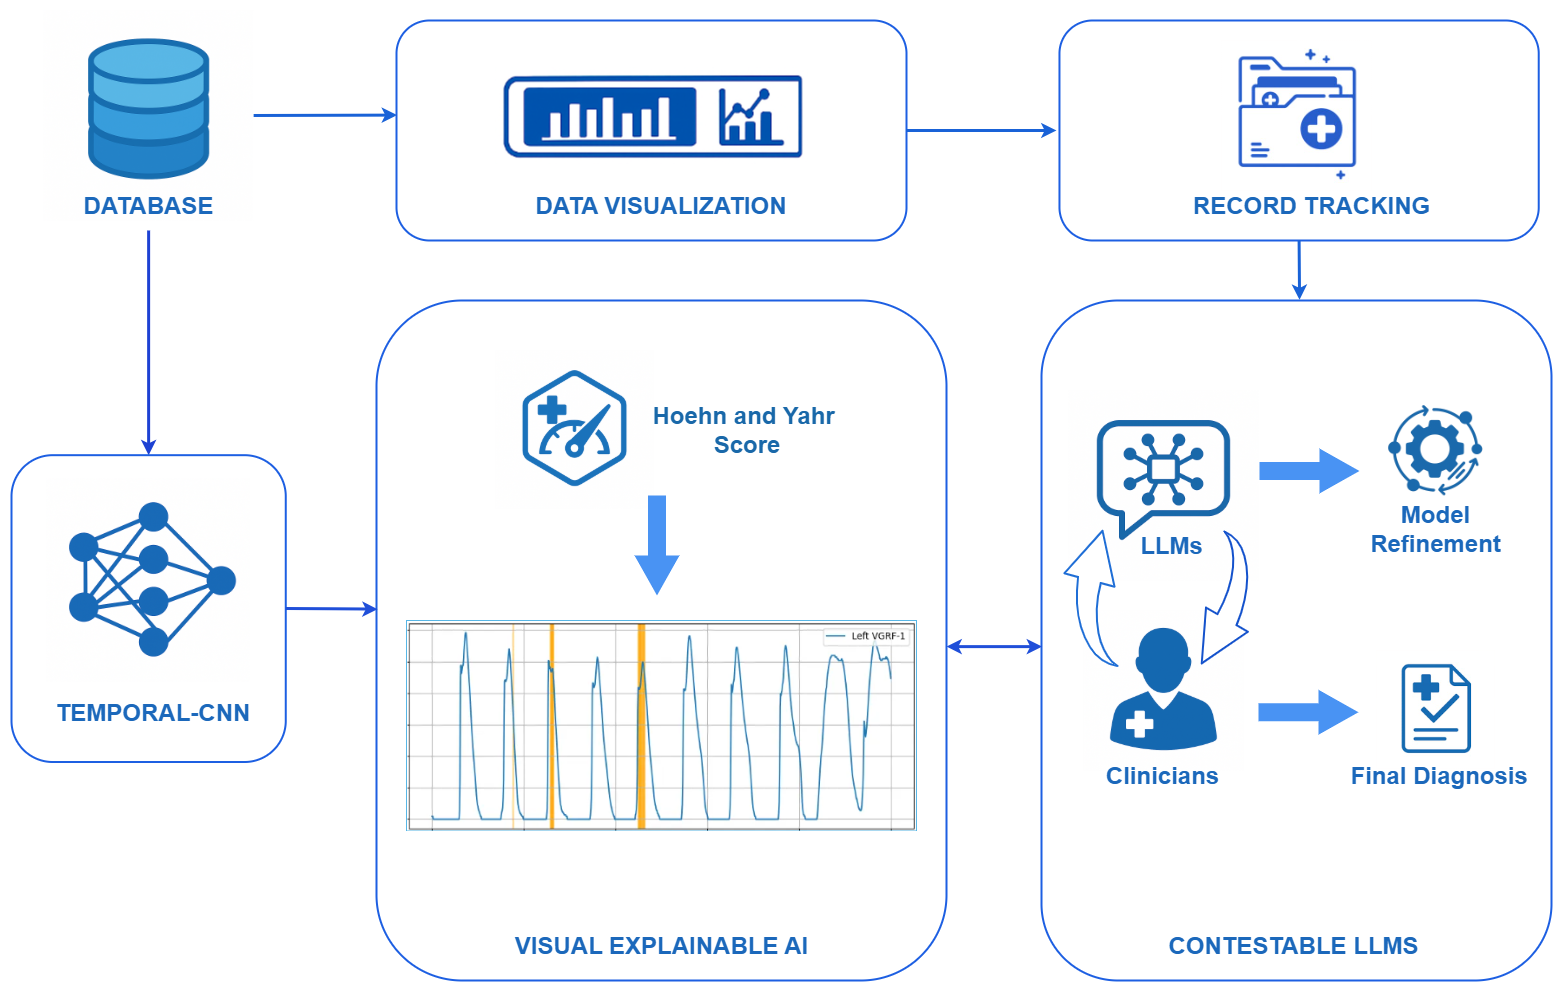 DATABASE
DATA VISUALIZATION
RECORD TRACKING
Hoehn and Yahr
Score
Left VGRF-1
LLMs
Model
Refinement
TEMPORAL-CNN
Clinicians
Final Diagnosis
VISUAL EXPLAINABLE AI
CONTESTABLE LLMS